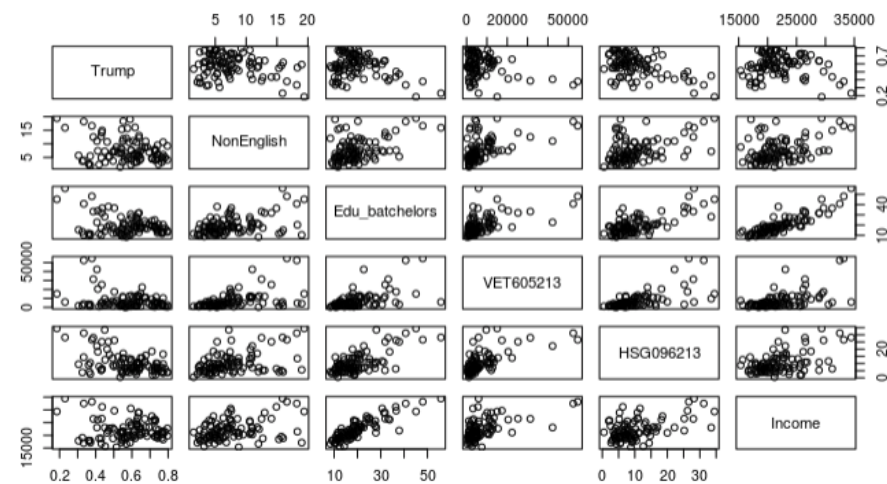 5 10 15 20 0 20000 50000 15000 25000 35000
Trump 0.2 0.7
5 15 NonEnglish
Edu_batchelors 10 40
0 50000 VET605213
HSG096213 0 20
15000 Income
0.2 0.4 0.6 0.8 10 30 50 0 10 20 30